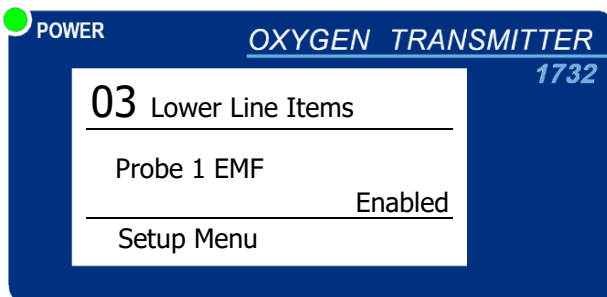 POWER
OXYGEN TRANSMITTER
1732
03 Lower Line Items
Probe 1 EMF
Enabled
Setup Menu